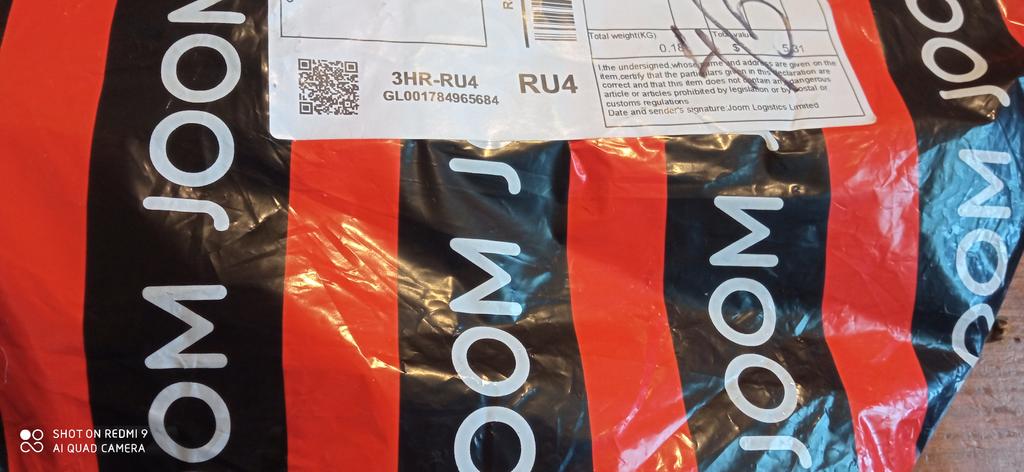 Total weight(KG)
Total value
0.18
$
5.31
I,the undersigned,whose name and address are given on the
item,certify that the particulars given in this declaration are
correct and that this item does not contain any dangerous
article or articles prohibited by legislation or by postal or
customs regulations
Date and sender's signature:Joom Logistics Limited
3HR-RU4
GL001784965684
RU4
JOOM
JOOM
JOOM
JOOM
JOOM
SHOT ON REDMI 9
AI QUAD CAMERA